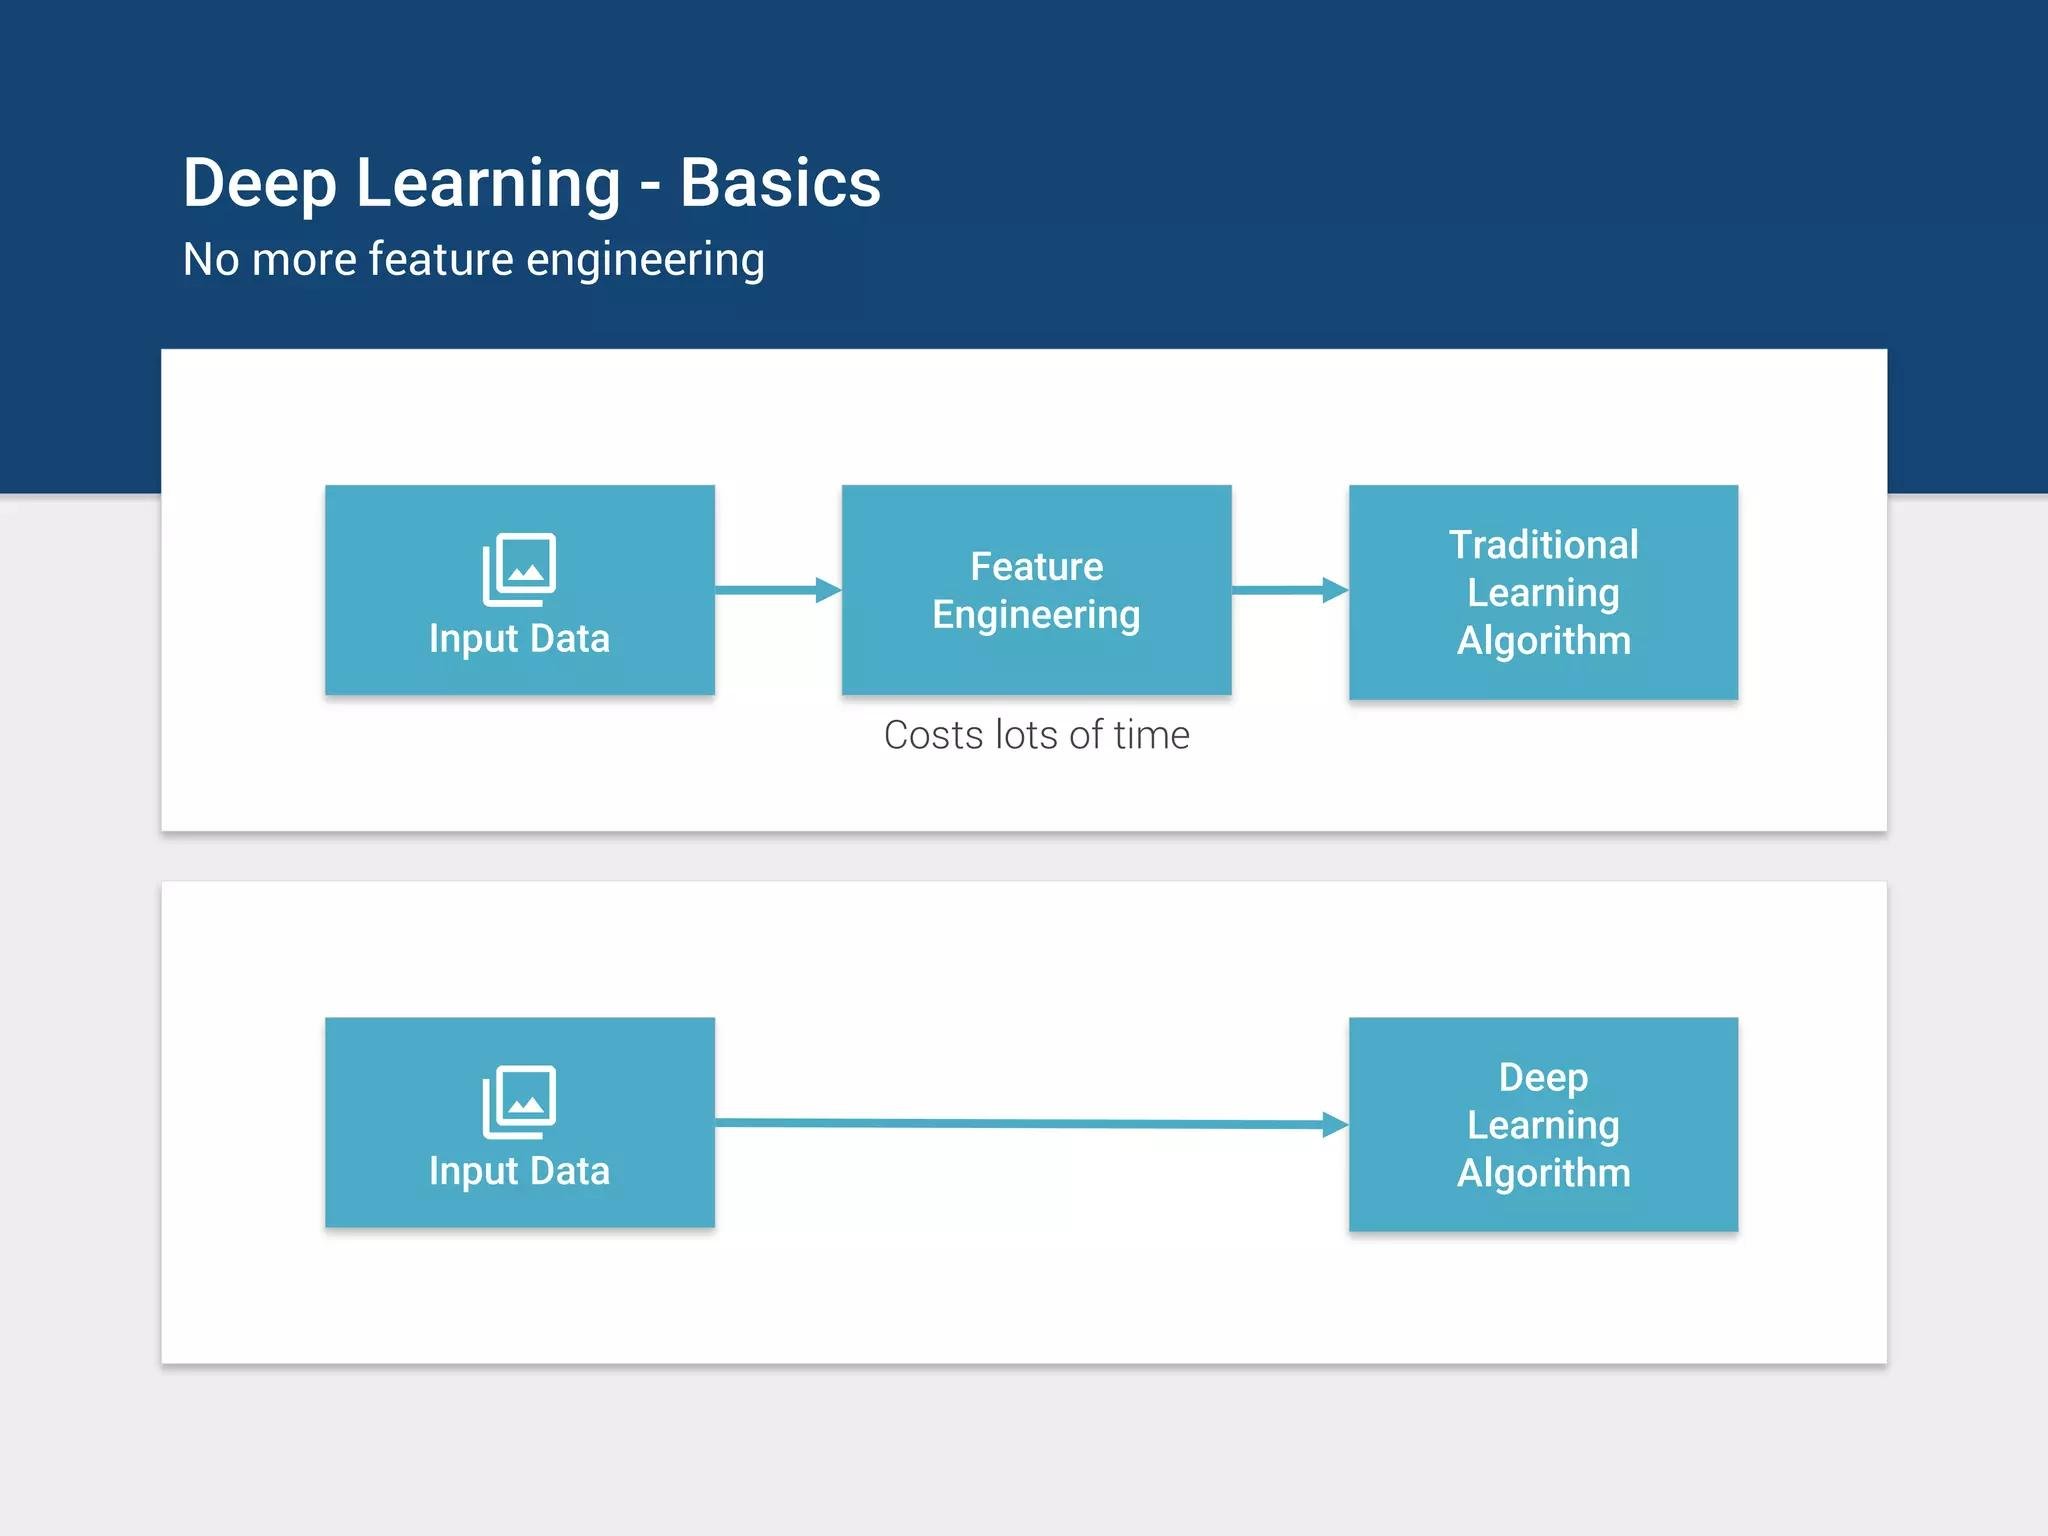 Deep Learning - Basics
No more feature engineering
Input Data
Feature
Engineering
Traditional
Learning
Algorithm
Costs lots of time
Input Data
Deep
Learning
Algorithm